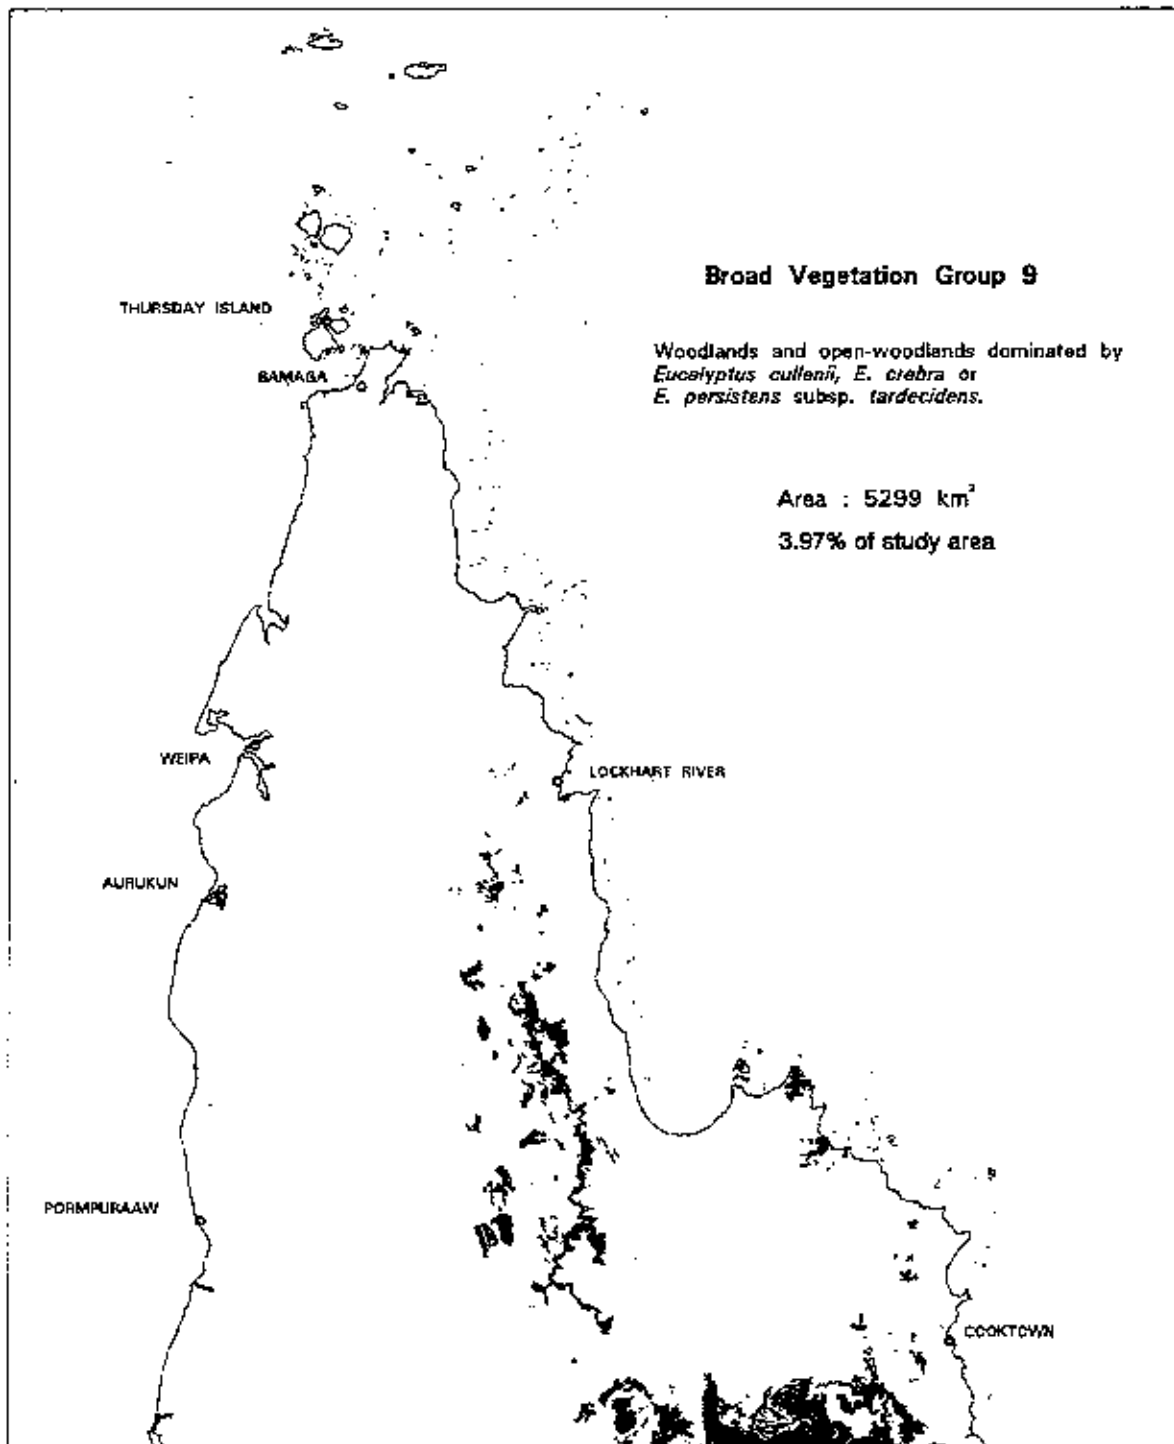 Broad Vegetation Group 9
THURSDAY ISLAND
Woodlands and open-woodlands dominated by
Eucalyptus cullenii, E. crebra or
E. persistens subsp. tardecidens.
BAMAGA
Area : 5299 km²
3.97% of study area
WEIPA
LOCKHART RIVER
AURUKUN
PORMPURAAW
COOKTOWN